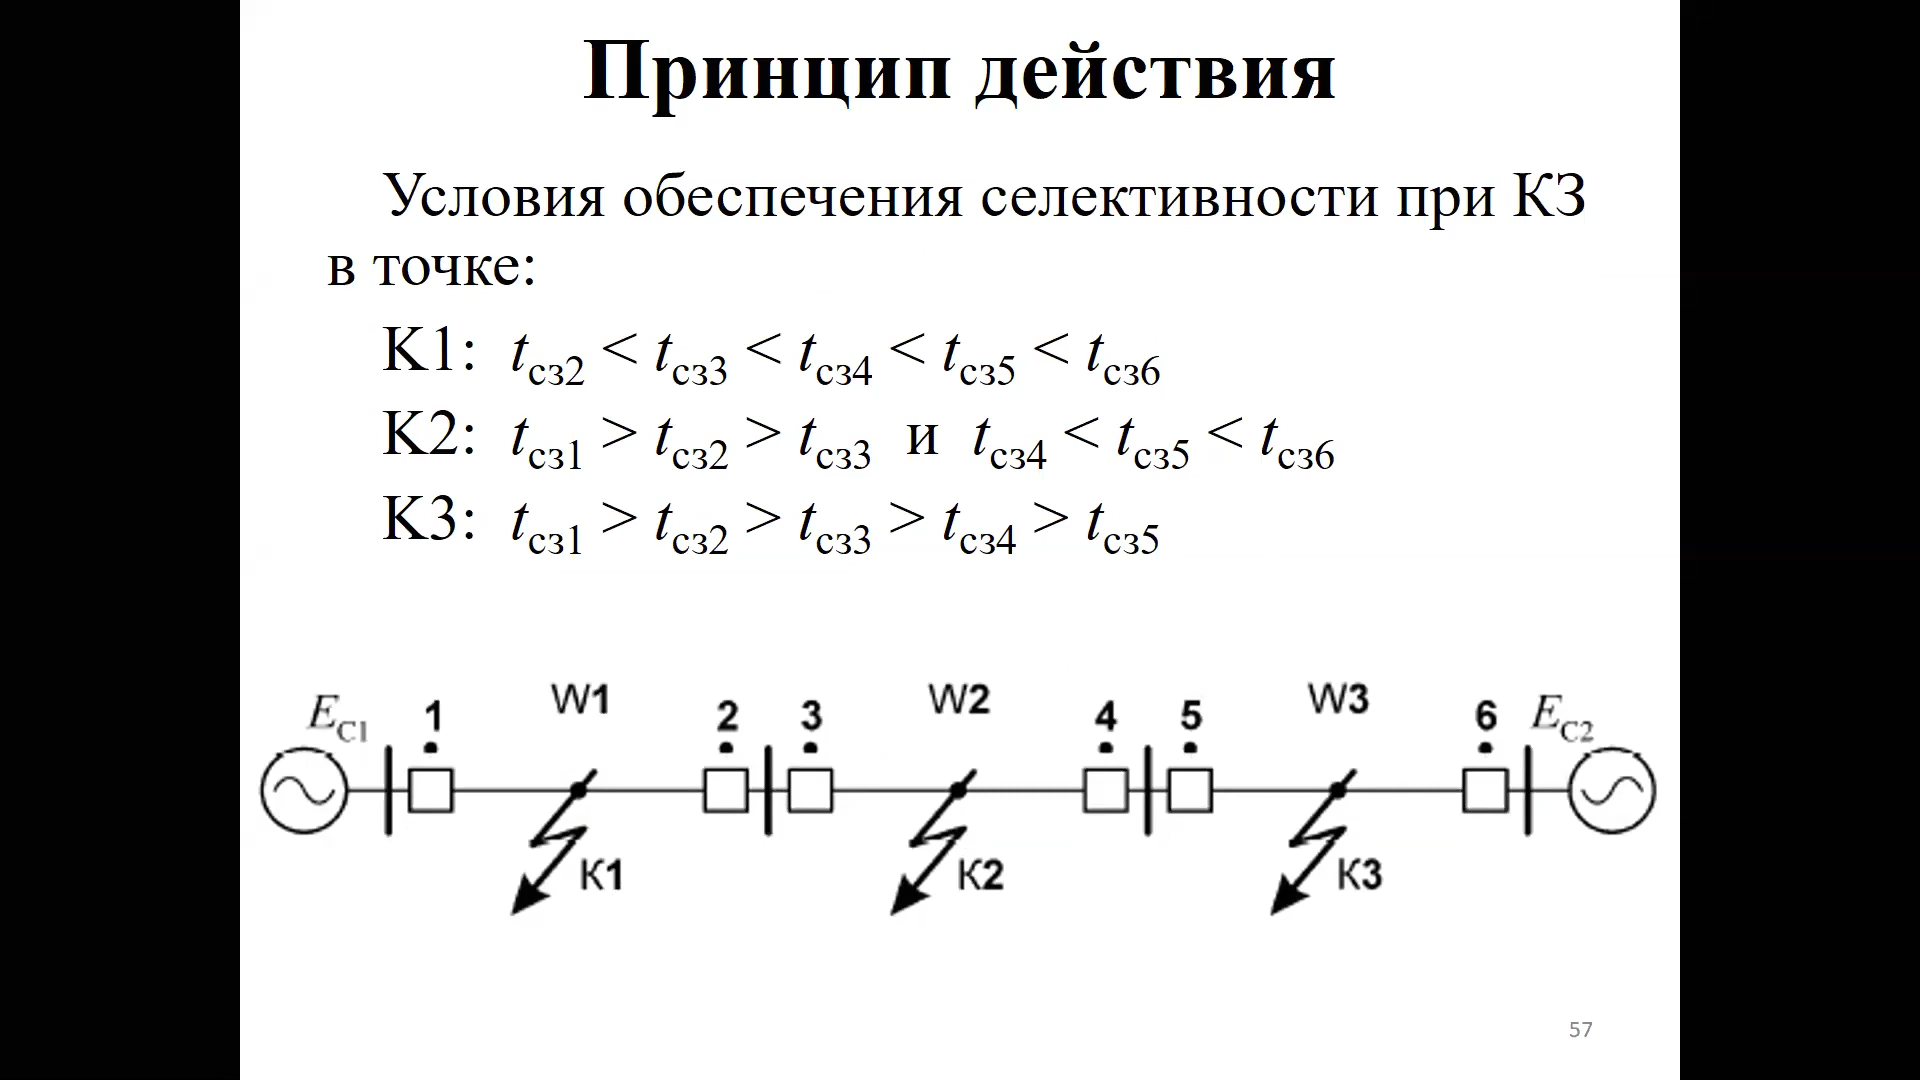 Принцип действия
Условия обеспечения селективности при КЗ
в точке:
К1: tсз2 < tсз3 < tсз4 < tсз5 < tсз6
К2: tсз1 > tсз2 > tсз3 и tсз4 < tсз5 < tсз6
К3: tсз1 > tсз2 > tсз3 > tсз4 > tсз5
EC1 1 W1 2 3 W2 4 5 W3 6 EC2
К1 К2 К3
57